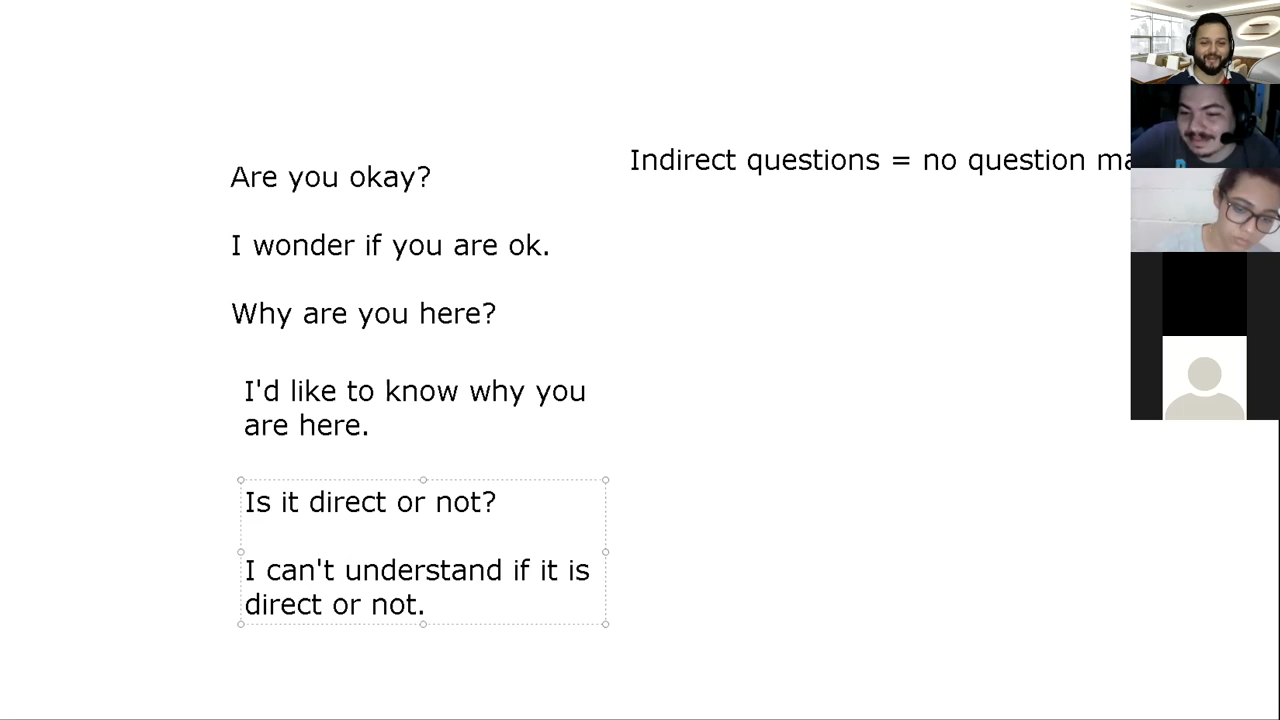 Are you okay?
Indirect questions = no question
I wonder if you are ok.
Why are you here?
I'd like to know why you
are here.
Is it direct or not?
I can't understand if it is
direct or not.